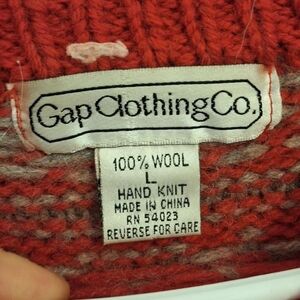 Gap Clothing Co.
100% WOOL
L
HAND KNIT
MADE IN CHINA
RN 54023
REVERSE FOR CARE